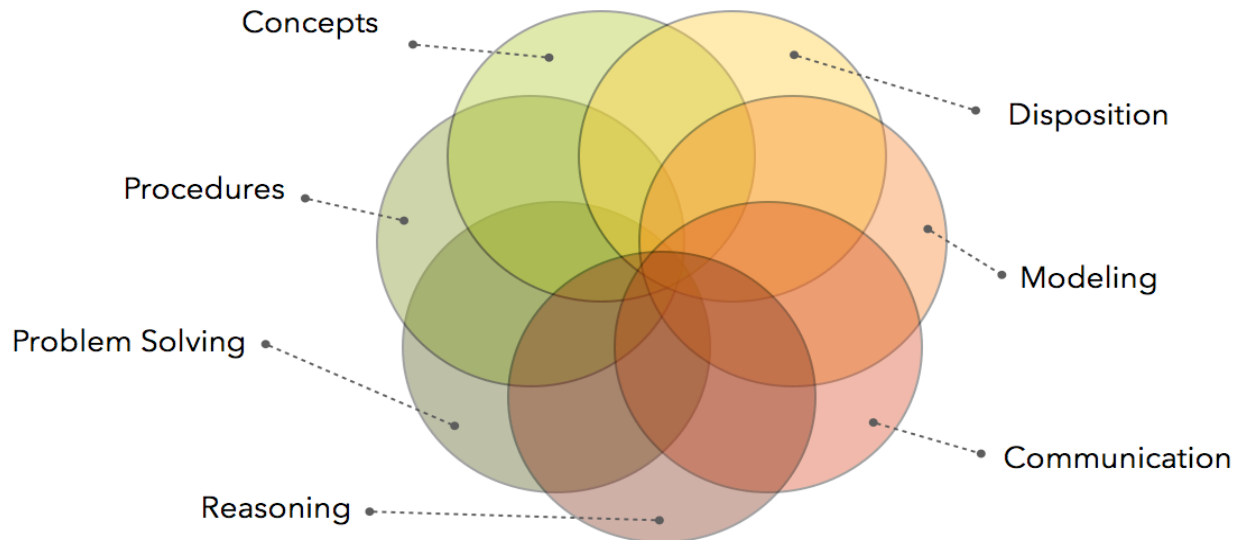 Concepts
Disposition
Procedures
Modeling
Problem Solving
Communication
Reasoning